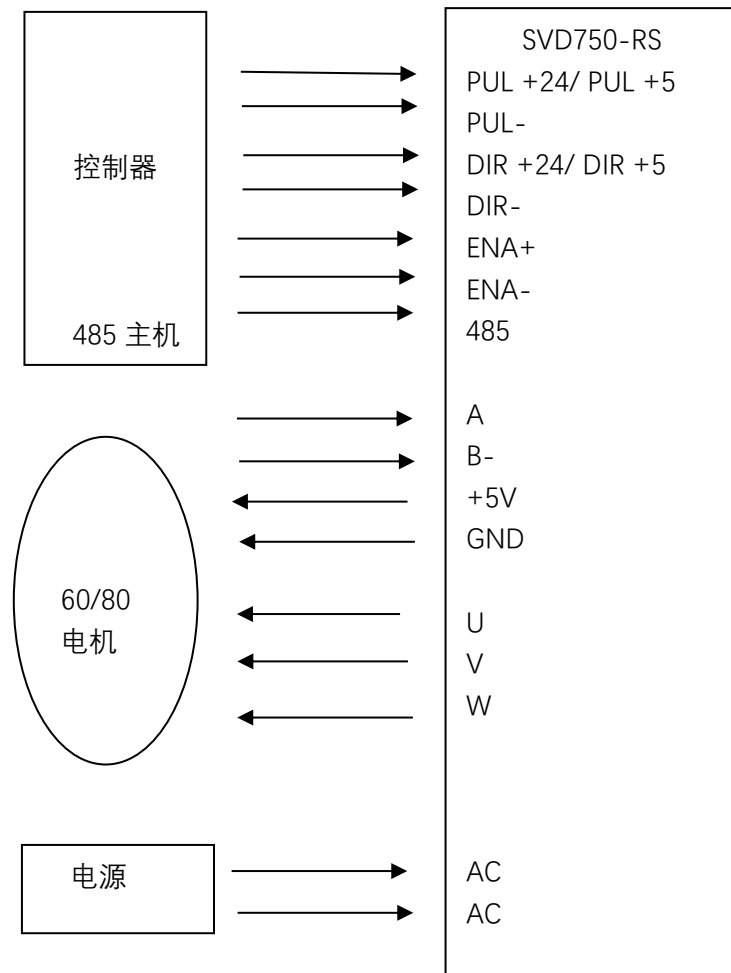 SVD750-RS
PUL +24/ PUL +5
PUL-
控制器
DIR +24/ DIR +5
DIR-
ENA+
ENA-
485 主机
485
A
B-
+5V
GND
60/80
电机
U
V
W
电源
AC
AC